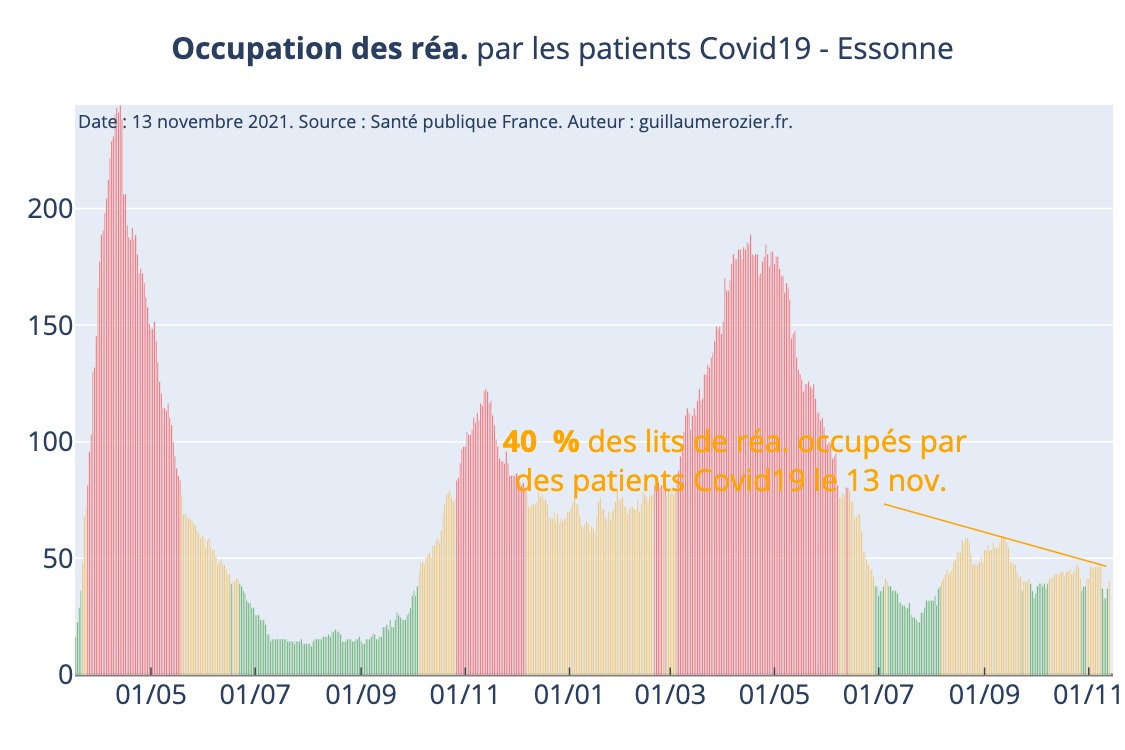 Occupation des réa. par les patients Covid19 - Essonne
Date : 13 novembre 2021. Source : Santé publique France. Auteur : guillaumerozier.fr.
200
150
100
50
0
40 % des lits de réa. occupés par
des patients Covid19 le 13 nov.
01/05 01/07 01/09 01/11 01/01 01/03 01/05 01/07 01/09 01/11